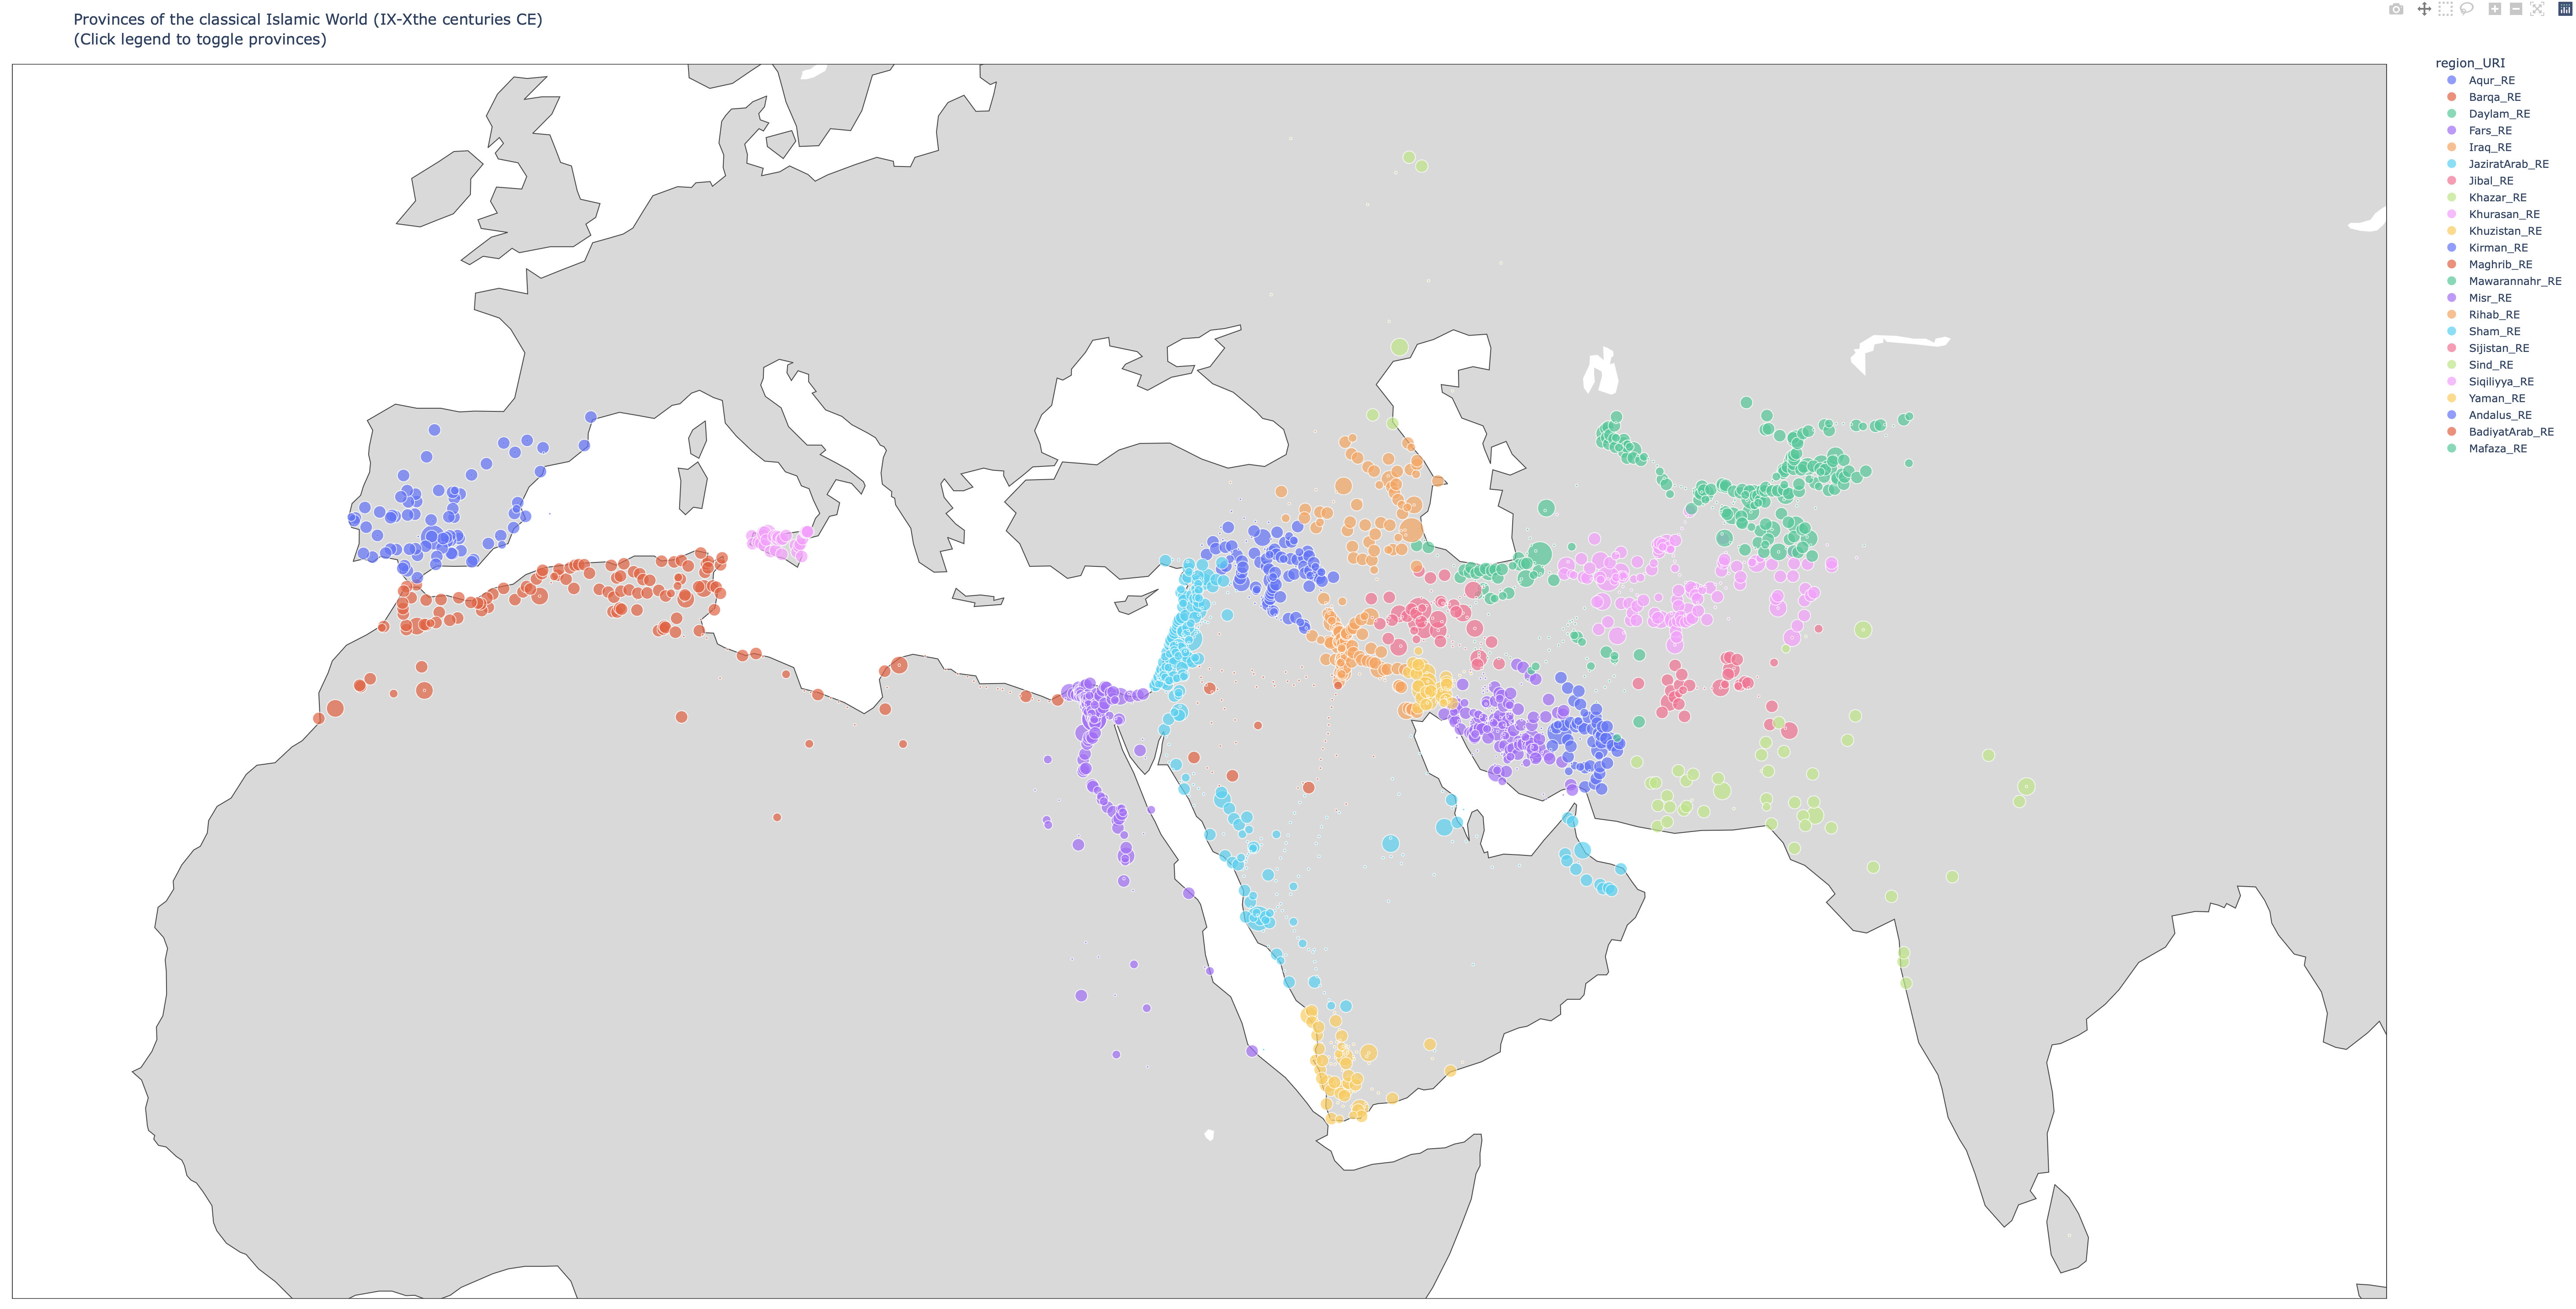 Provinces of the classical Islamic World (IX-Xthe centuries CE)
(Click legend to toggle provinces)
region_URI
Aqur_RE
Barqa_RE
Daylam_RE
Fars_RE
Iraq_RE
JaziratArab_RE
Jibal_RE
Khazar_RE
Khurasan_RE
Khuzistan_RE
Kirman_RE
Maghrib_RE
Mawarannahr_RE
Misr_RE
Rihab_RE
Sham_RE
Sijistan_RE
Sind_RE
Siqiliyya_RE
Yaman_RE
Andalus_RE
BadiyatArab_RE
Mafaza_RE